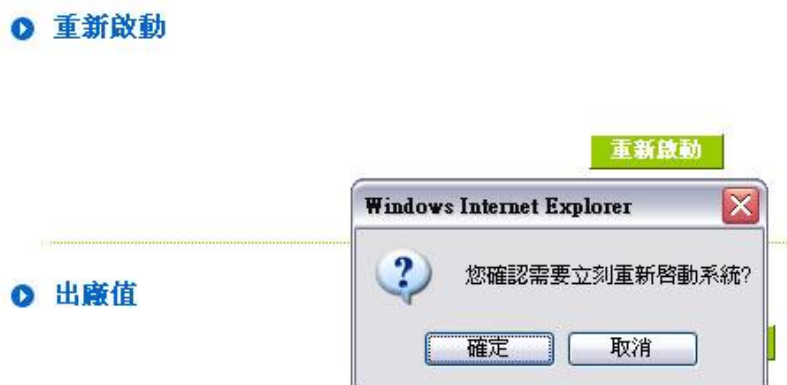 重新啟動
重新啟動
Windows Internet Explorer
您確認需要立刻重新啓動系統?
出廠值
確定
取消